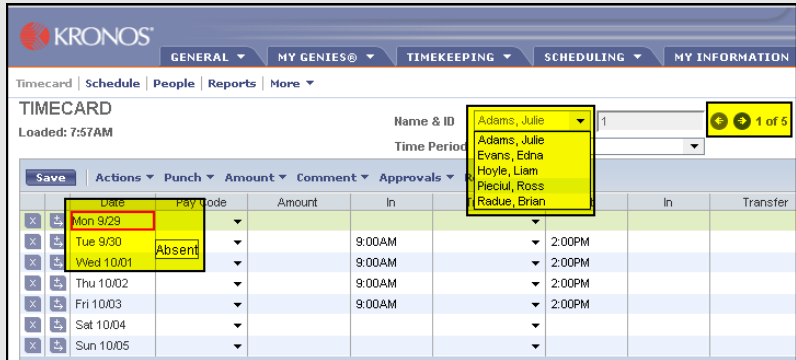 KRONOS®
GENERAL MY GENIES® TIMEKEEPING SCHEDULING MY INFORMATION
Timecard | Schedule | People | Reports | More
TIMECARD
Loaded: 7:57AM
Name & ID Adams, Julie 1 1 of 5
Time Period
Adams, Julie
Evans, Edna
Hoyle, Liam
Pieciul, Ross
Radue, Brian
Save Actions Punch Amount Comment Approvals
Date Pay Code Amount In In Transfer
Mon 9/29
Tue 9/30 9:00AM 2:00PM
Absent
Wed 10/01 9:00AM 2:00PM
Thu 10/02 9:00AM 2:00PM
Fri 10/03 9:00AM 2:00PM
Sat 10/04
Sun 10/05